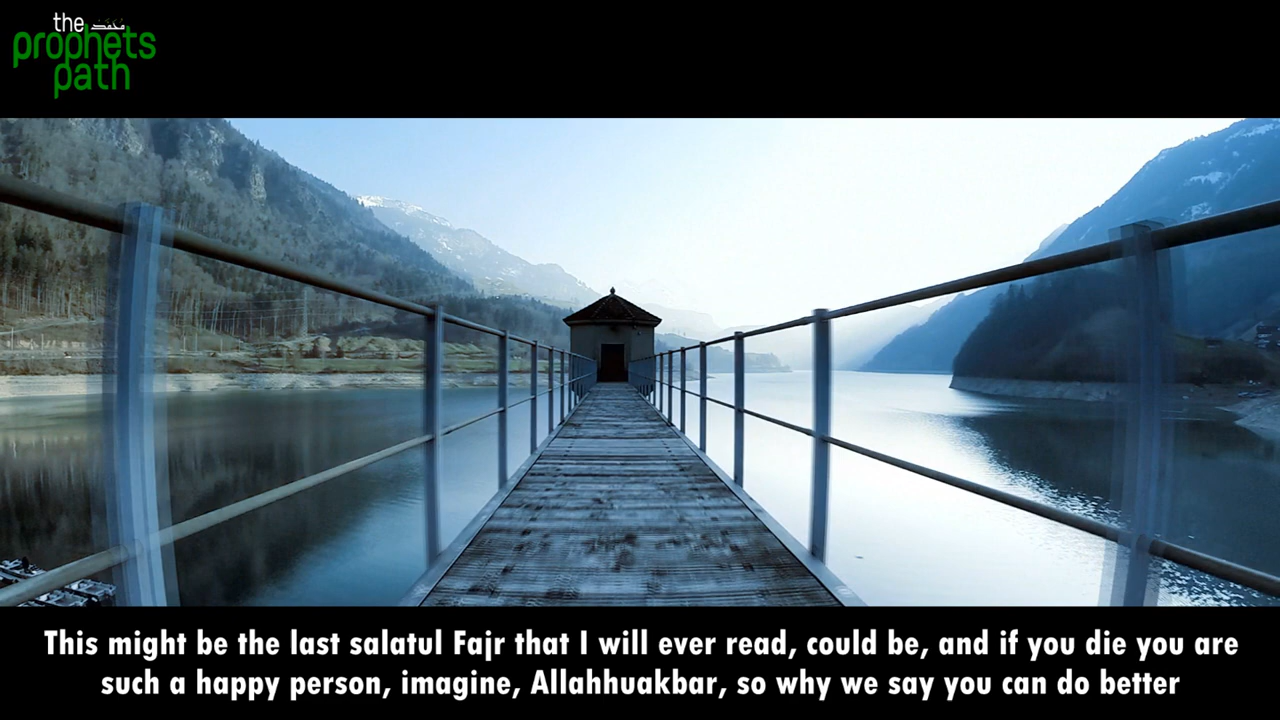 the محمد
prophets
path
This might be the last salatul Fajr that I will ever read, could be, and if you die you are
such a happy person, imagine, Allahhuakbar, so why we say you can do better